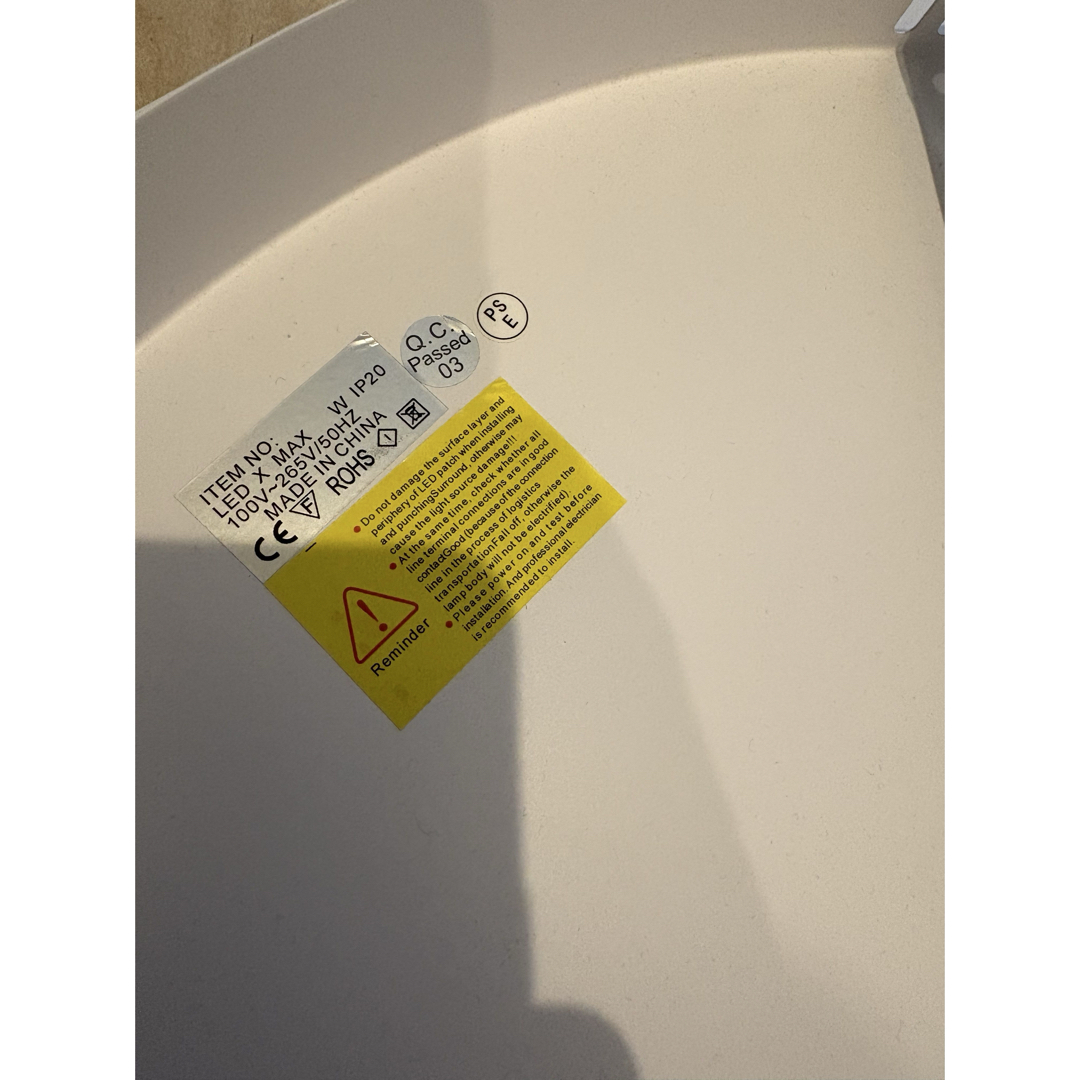 PS
E
Q.C.
Passed
03
ITEM NO:
LED X MAX W IP20
100V~265V/50HZ
MADE IN CHINA
CE F ROHS
Do not damage the surface layer and
periphery of LED patch when installing
and punchingSurround, otherwise may
cause the light source damage!!!
At the same time, check whether all
line terminal connections are in good
contactGood (because of the connection
line in the process of logistics
transportationFall off, otherwise the
lamp body will not be electrified).
Please power on and test before
installation. And professional electrician
is recommended to install.
Reminder